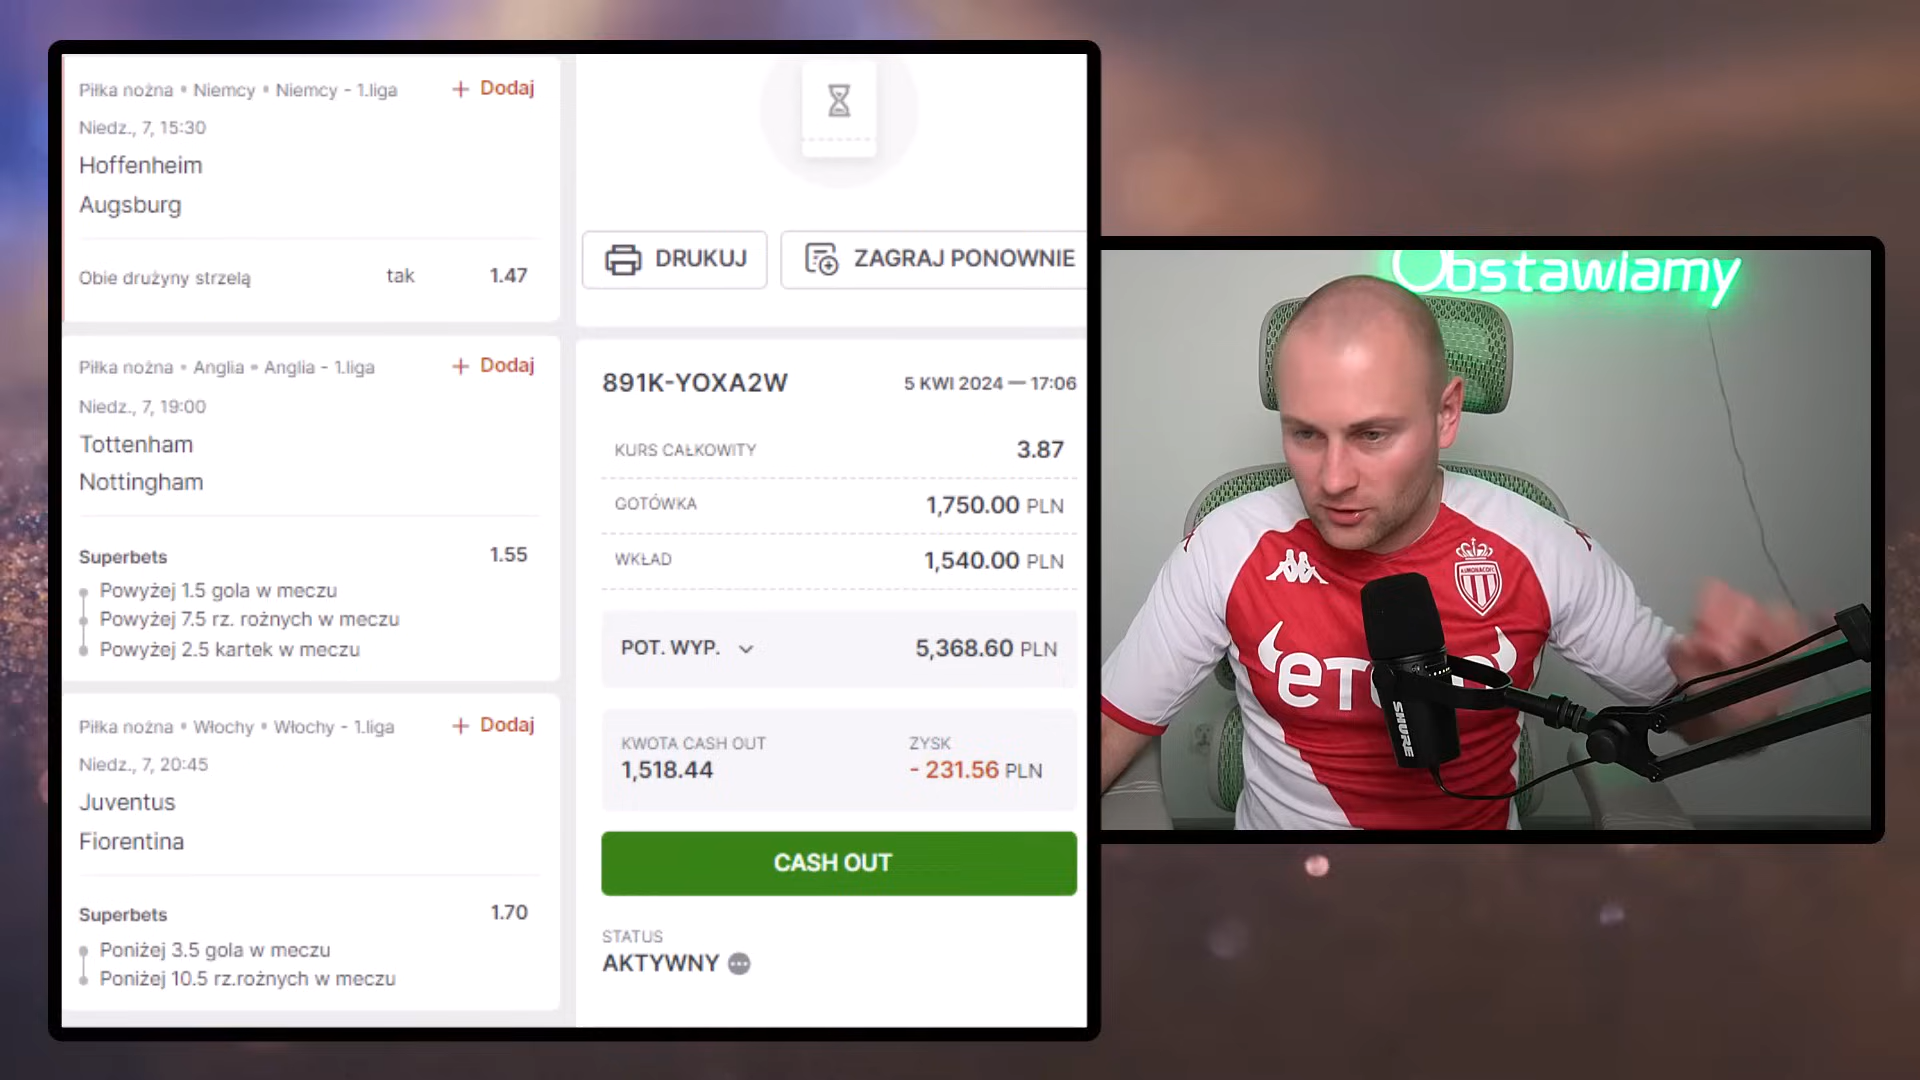 Piłka nożna • Niemcy • Niemcy - 1.liga
+ Dodaj
Niedz., 7, 15:30
Hoffenheim
Augsburg
Obie drużyny strzelą tak 1.47
Piłka nożna • Anglia • Anglia - 1.liga
+ Dodaj
Niedz., 7, 19:00
Tottenham
Nottingham
Superbets 1.55
Powyżej 1.5 gola w meczu
Powyżej 7.5 rz. rożnych w meczu
Powyżej 2.5 kartek w meczu
Piłka nożna • Włochy • Włochy - 1.liga
+ Dodaj
Niedz., 7, 20:45
Juventus
Fiorentina
Superbets 1.70
Poniżej 3.5 gola w meczu
Poniżej 10.5 rz.rożnych w meczu
DRUKUJ
ZAGRAJ PONOWNIE
891K-YOXA2W
5 KWI 2024 — 17:06
KURS CAŁKOWITY 3.87
GOTÓWKA 1,750.00 PLN
WKŁAD 1,540.00 PLN
POT. WYP. 5,368.60 PLN
KWOTA CASH OUT
1,518.44
ZYSK
- 231.56 PLN
CASH OUT
STATUS
AKTYWNY
Obstawiamy
SHURE